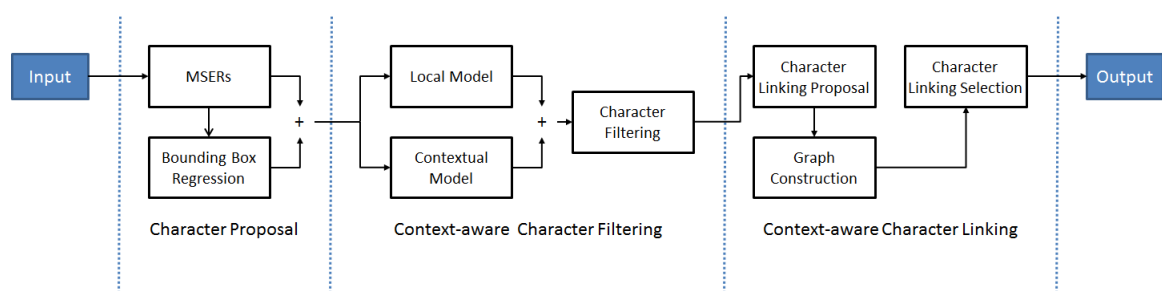 Input
MSERs
+
Bounding Box
Regression
Character Proposal
Local Model
Contextual
Model
+
Character
Filtering
Context-aware Character Filtering
Character
Linking Proposal
Graph
Construction
Character
Linking Selection
Context-aware Character Linking
Output